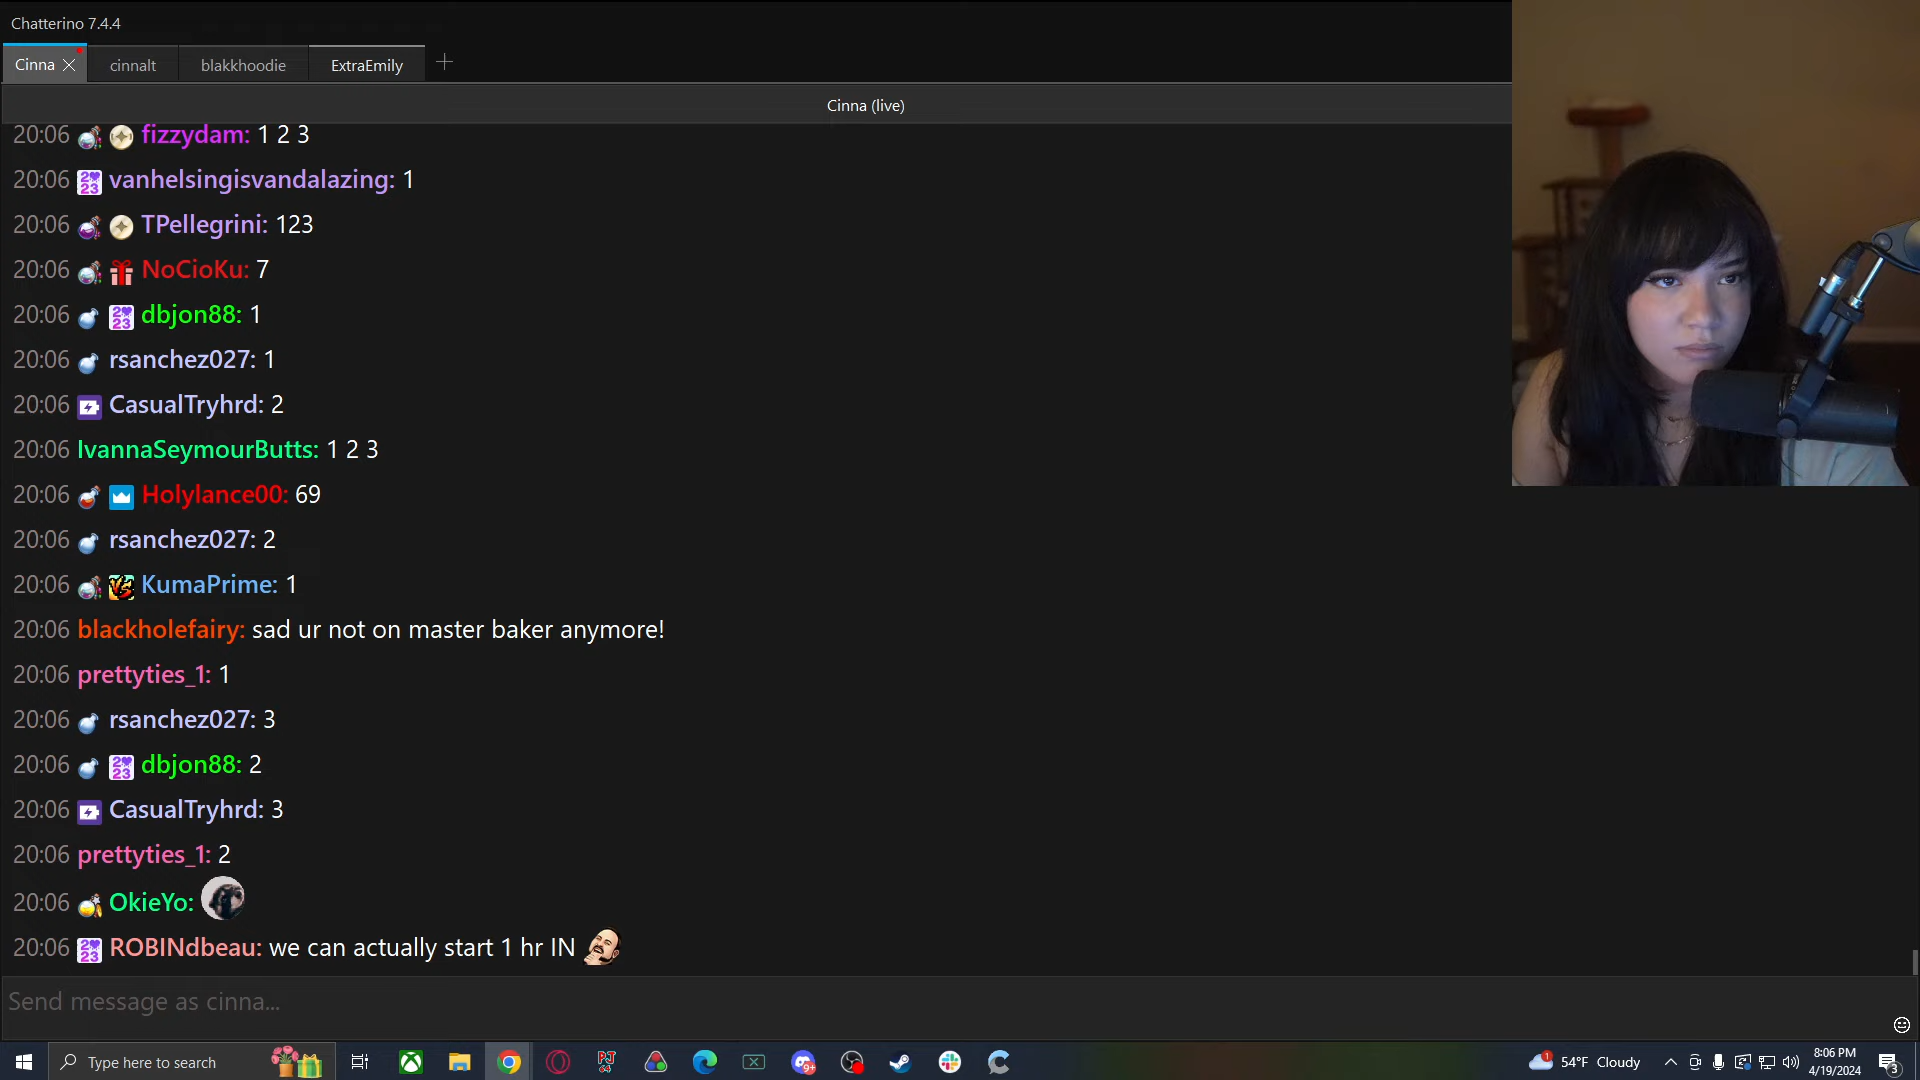 Chatterino 7.4.4
Cinna
cinnalt
blakkhoodie
ExtraEmily
Cinna (live)
20:06 fizzydam: 1 2 3
20:06 vanhelsingisvandalazing: 1
20:06 TPellegrini: 123
20:06 NoCioKu: 7
20:06 dbjon88: 1
20:06 rsanchez027: 1
20:06 CasualTryhrd: 2
20:06 IvannaSeymourButts: 1 2 3
20:06 Holylance00: 69
20:06 rsanchez027: 2
20:06 KumaPrime: 1
20:06 blackholefairy: sad ur not on master baker anymore!
20:06 prettyties_1: 1
20:06 rsanchez027: 3
20:06 dbjon88: 2
20:06 CasualTryhrd: 3
20:06 prettyties_1: 2
20:06 OkieYo:
20:06 ROBINdbeau: we can actually start 1 hr IN
Send message as cinna...
Type here to search
54°F Cloudy
8:06 PM
4/19/2024